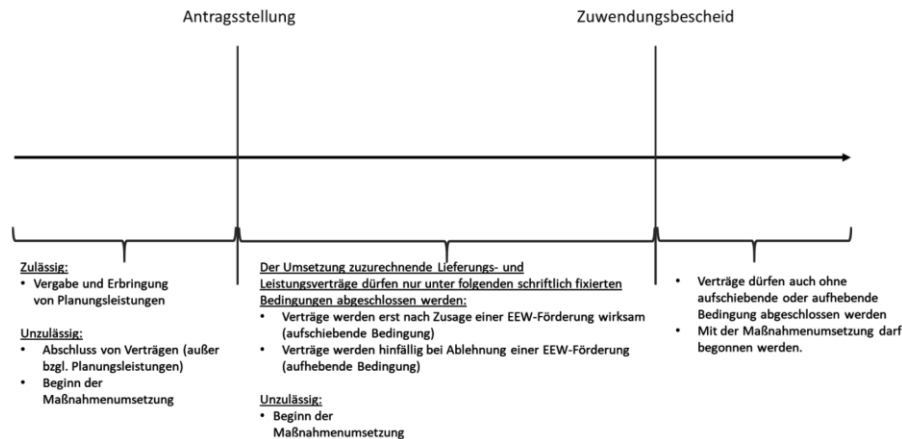 Antragsstellung
Zuwendungsbescheid
Zulässig:
• Vergabe und Erbringung
von Planungsleistungen
Unzulässig:
• Abschluss von Verträgen (außer
bzgl. Planungsleistungen)
• Beginn der
Maßnahmenumsetzung
Der Umsetzung zuzurechnende Lieferungs- und
Leistungsverträge dürfen nur unter folgenden schriftlich fixierten
Bedingungen abgeschlossen werden:
• Verträge werden erst nach Zusage einer EEW-Förderung wirksam
(aufschiebende Bedingung)
• Verträge werden hinfällig bei Ablehnung einer EEW-Förderung
(aufhebende Bedingung)
Unzulässig:
• Beginn der
Maßnahmenumsetzung
• Verträge dürfen auch ohne
aufschiebende oder aufhebende
Bedingung abgeschlossen werden
• Mit der Maßnahmenumsetzung darf
begonnen werden.